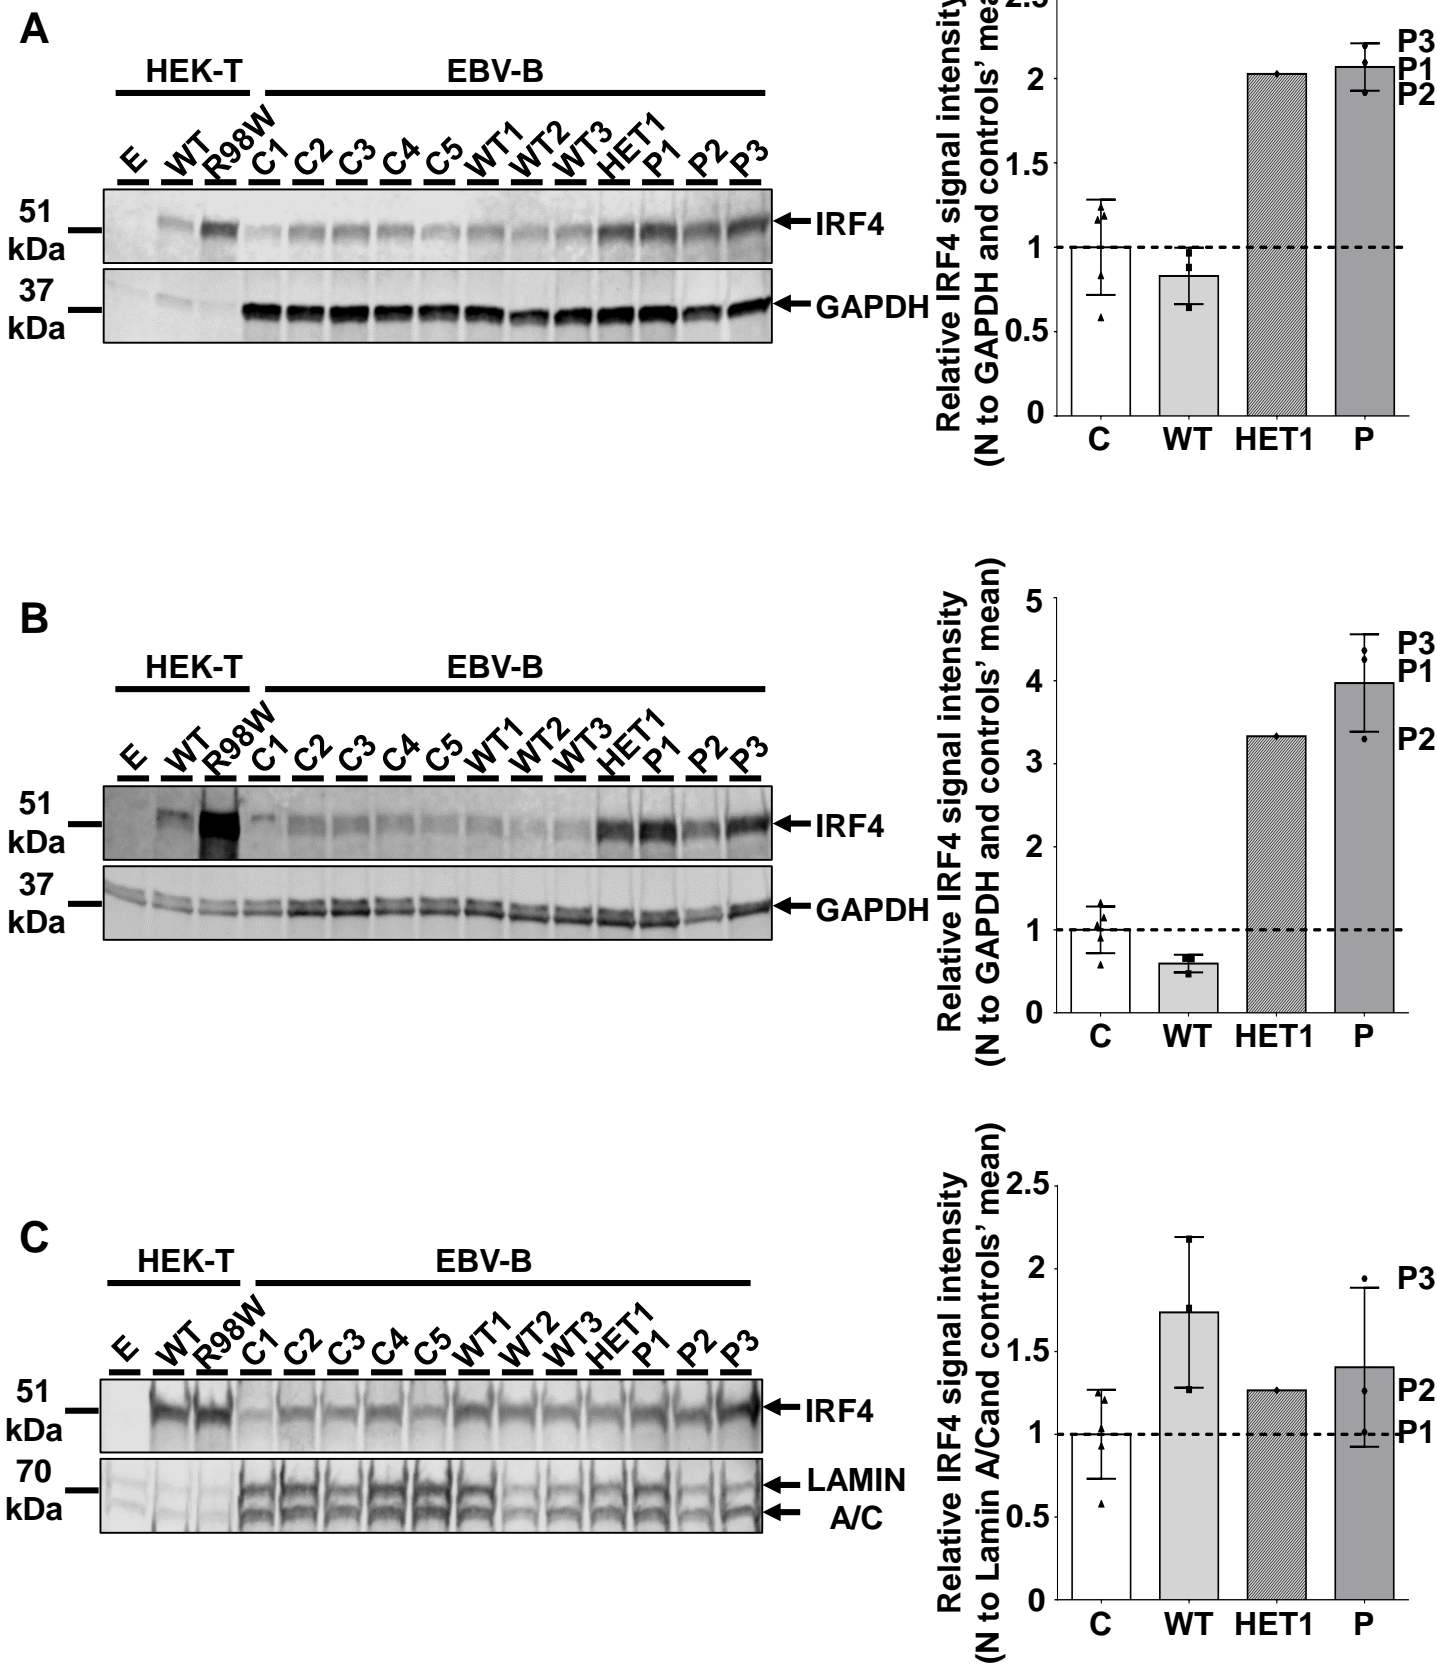 A
HEK-T EBV-B
E WT R98W C1 C2 C3 C4 C5 WT1 WT2 WT3 HET1 P1 P2 P3
51
kDa
IRF4
37
kDa
GAPDH
Relative IRF4 signal intensity
(N to GAPDH and controls’ mea
2.5
2
1.5
1
0.5
0
C WT HET1 P
P3
P1
P2
B
HEK-T EBV-B
E WT R98W C1 C2 C3 C4 C5 WT1 WT2 WT3 HET1 P1 P2 P3
51
kDa
IRF4
37
kDa
GAPDH
Relative IRF4 signal intensity
(N to GAPDH and controls’ mean)
5
4
3
2
1
0
C WT HET1 P
P3
P1
P2
C
HEK-T EBV-B
E WT R98W C1 C2 C3 C4 C5 WT1 WT2 WT3 HET1 P1 P2 P3
51
kDa
IRF4
70
kDa
LAMIN
A/C
Relative IRF4 signal intensity
(N to Lamin A/Cand controls’ mean)
2.5
2
1.5
1
0.5
0
C WT HET1 P
P3
P2
P1